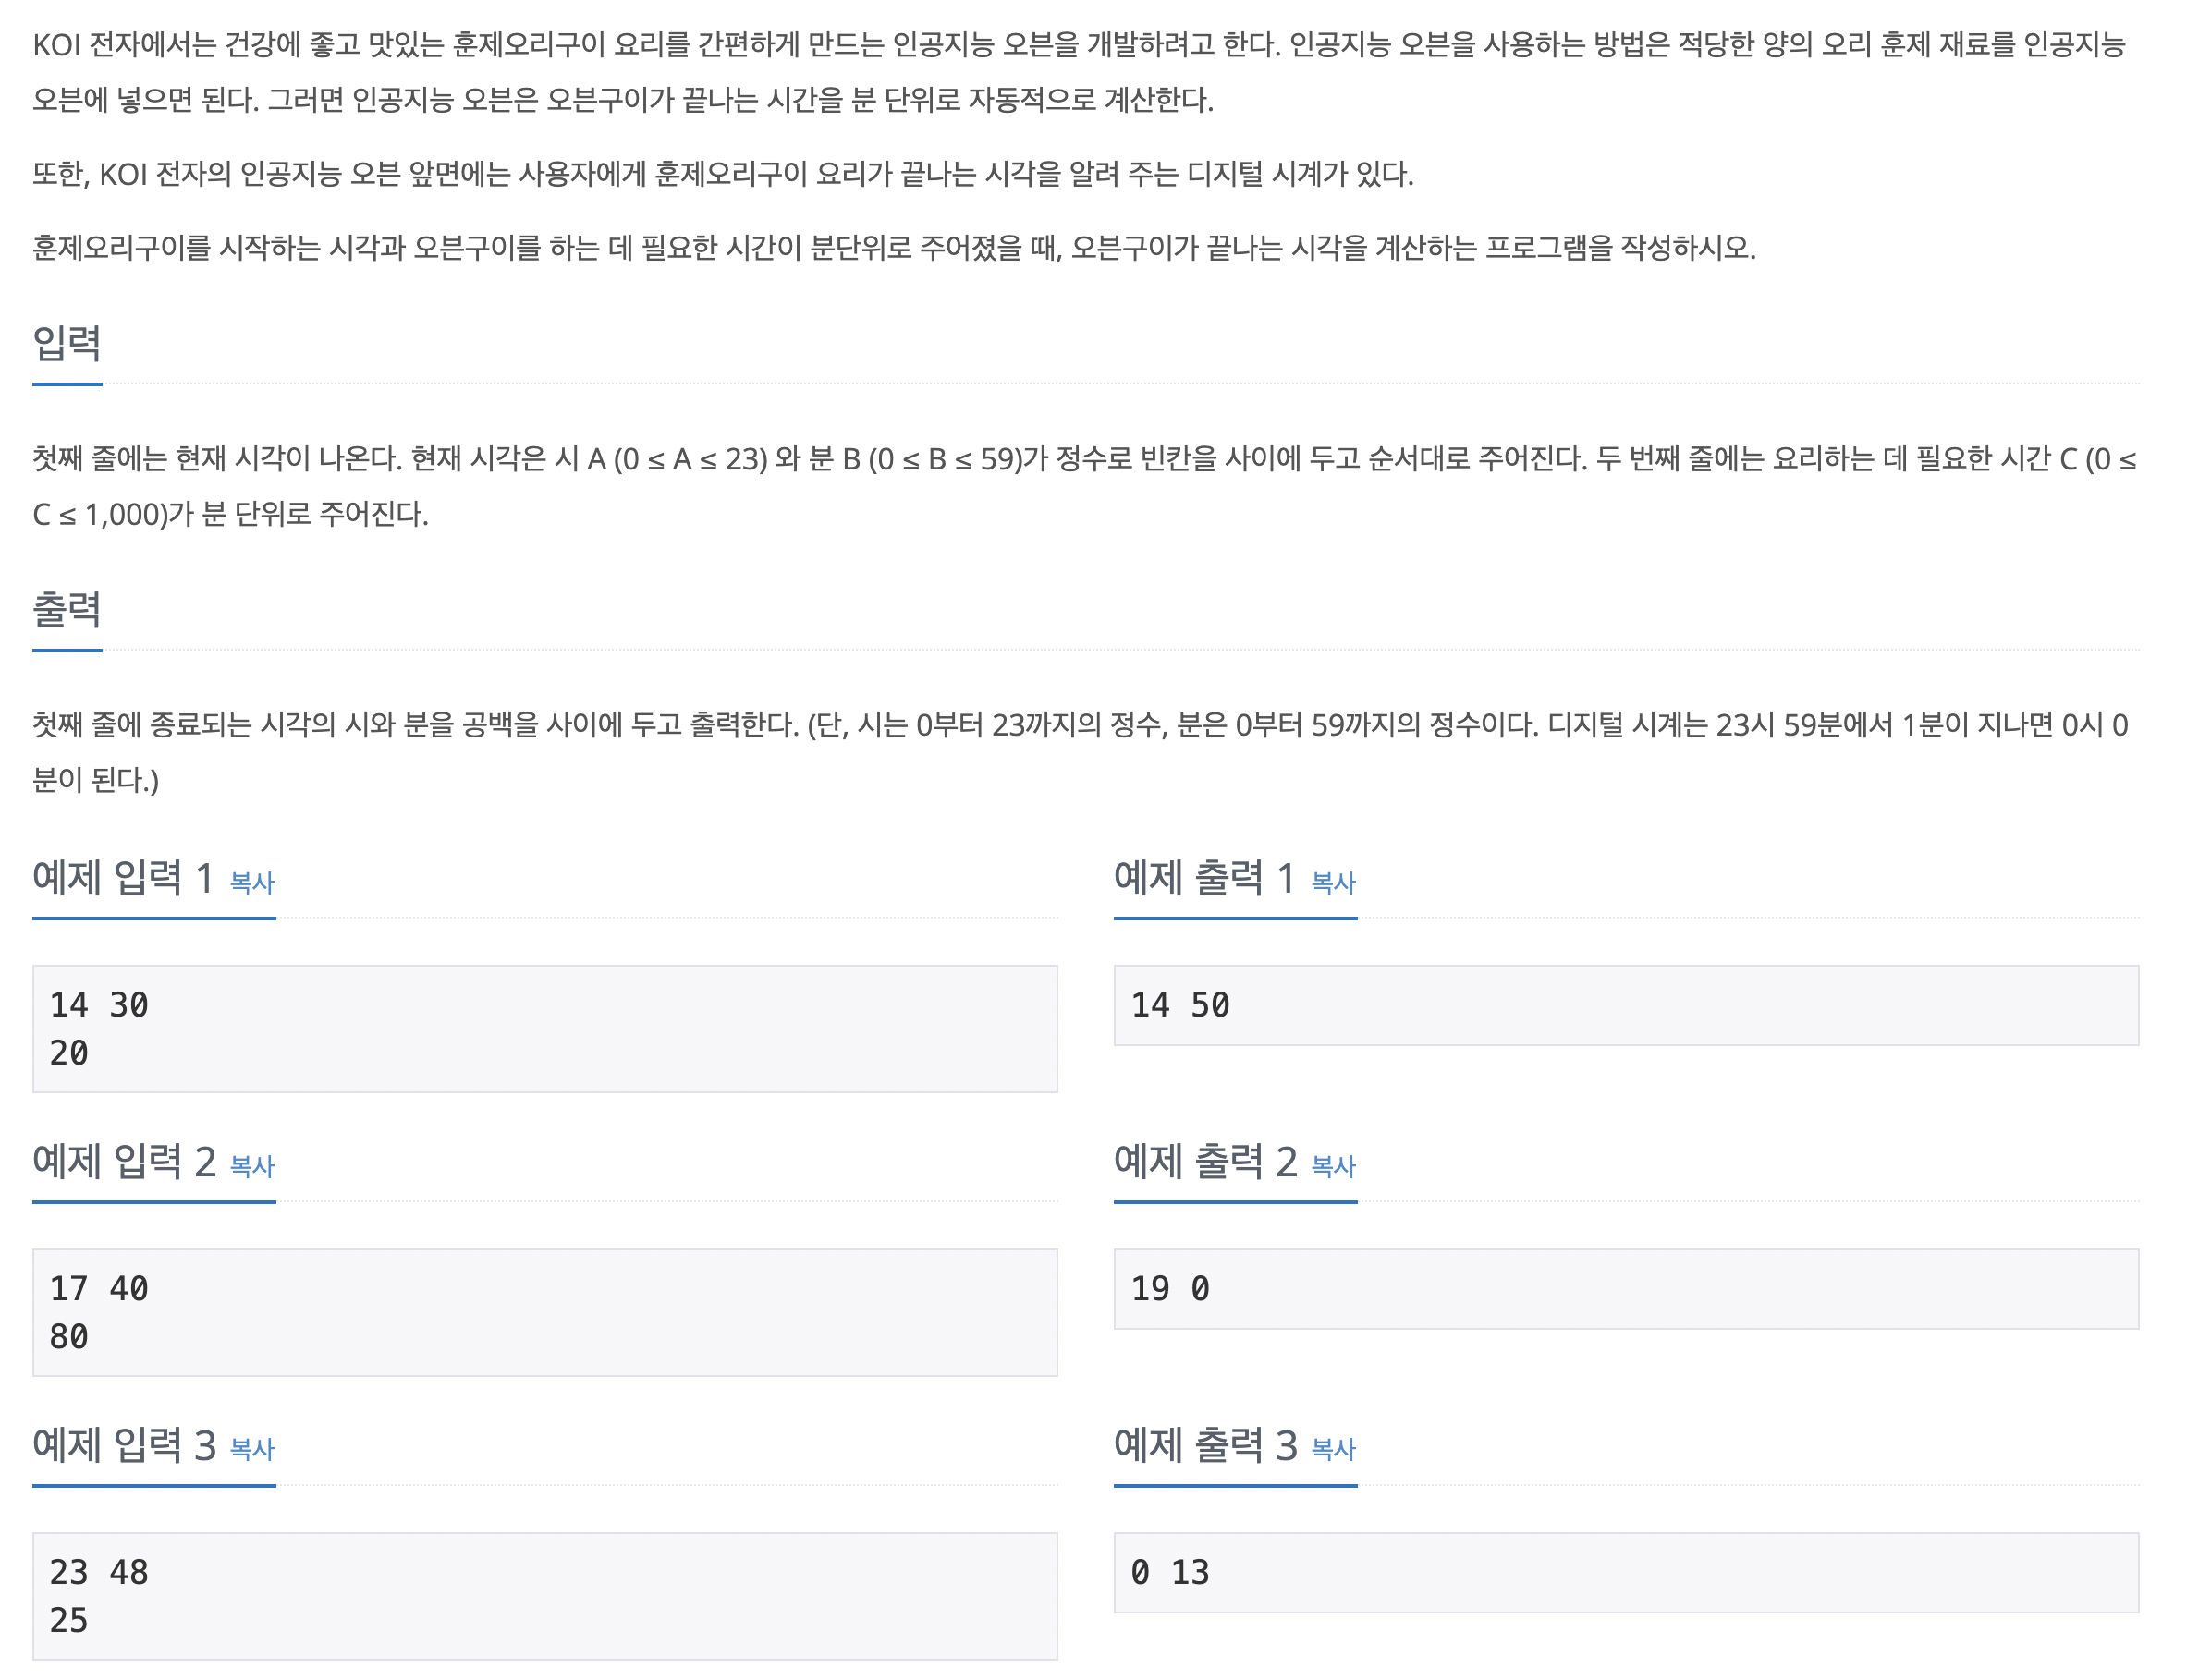 KOI 전자에서는 건강에 좋고 맛있는 훈제오리구이 요리를 간편하게 만드는 인공지능 오븐을 개발하려고 한다. 인공지능 오븐을 사용하는 방법은 적당한 양의 오리 훈제 재료를 인공지능
오븐에 넣으면 된다. 그러면 인공지능 오븐은 오븐구이가 끝나는 시간을 분 단위로 자동적으로 계산한다.
또한, KOI 전자의 인공지능 오븐 앞면에는 사용자에게 훈제오리구이 요리가 끝나는 시각을 알려 주는 디지털 시계가 있다.
훈제오리구이를 시작하는 시각과 오븐구이를 하는 데 필요한 시간이 분단위로 주어졌을 때, 오븐구이가 끝나는 시각을 계산하는 프로그램을 작성하시오.
입력
첫째 줄에는 현재 시각이 나온다. 현재 시각은 시 A (0 ≤ A ≤ 23) 와 분 B (0 ≤ B ≤ 59)가 정수로 빈칸을 사이에 두고 순서대로 주어진다. 두 번째 줄에는 요리하는 데 필요한 시간 C (0 ≤
C ≤ 1,000)가 분 단위로 주어진다.
출력
첫째 줄에 종료되는 시각의 시와 분을 공백을 사이에 두고 출력한다. (단, 시는 0부터 23까지의 정수, 분은 0부터 59까지의 정수이다. 디지털 시계는 23시 59분에서 1분이 지나면 0시 0
분이 된다.)
예제 입력 1 복사
14 30
20
예제 출력 1 복사
14 50
예제 입력 2 복사
17 40
80
예제 출력 2 복사
19 0
예제 입력 3 복사
23 48
25
예제 출력 3 복사
0 13